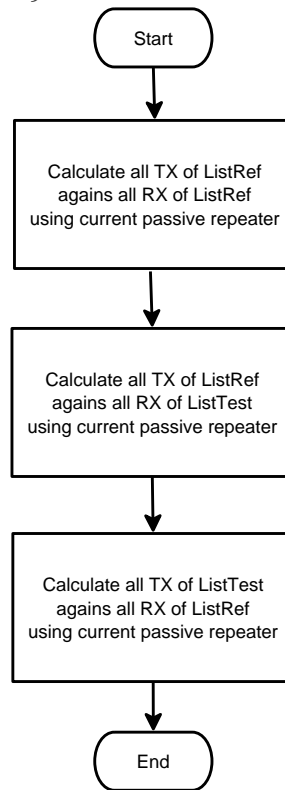 Start
Calculate all TX of ListRef
agains all RX of ListRef
using current passive repeater
Calculate all TX of ListRef
agains all RX of ListTest
using current passive repeater
Calculate all TX of ListTest
agains all RX of ListRef
using current passive repeater
End